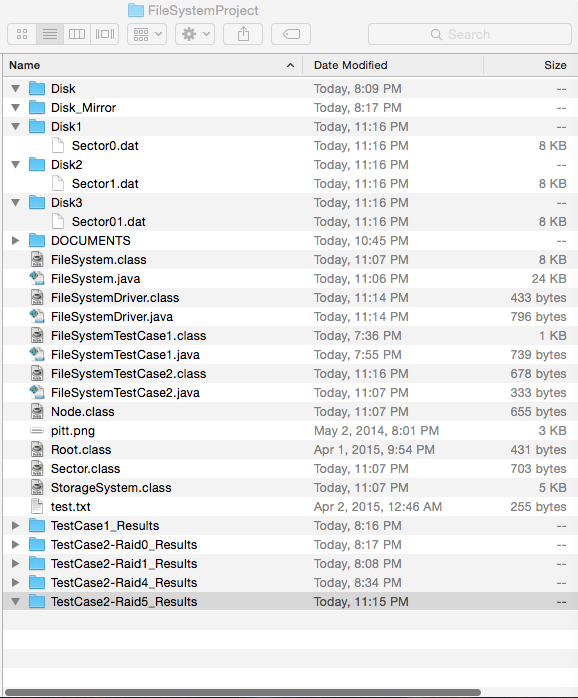 FileSystemProject
Search
Name Date Modified Size
Disk Today, 8:09 PM --
Disk_Mirror Today, 8:17 PM --
Disk1 Today, 11:16 PM --
Sector0.dat Today, 11:16 PM 8 KB
Disk2 Today, 11:16 PM --
Sector1.dat Today, 11:16 PM 8 KB
Disk3 Today, 11:16 PM --
Sector01.dat Today, 11:16 PM 8 KB
DOCUMENTS Today, 10:45 PM --
FileSystem.class Today, 11:07 PM 8 KB
FileSystem.java Today, 11:06 PM 24 KB
FileSystemDriver.class Today, 11:14 PM 433 bytes
FileSystemDriver.java Today, 11:14 PM 796 bytes
FileSystemTestCase1.class Today, 7:36 PM 1 KB
FileSystemTestCase1.java Today, 7:55 PM 739 bytes
FileSystemTestCase2.class Today, 11:16 PM 678 bytes
FileSystemTestCase2.java Today, 11:07 PM 333 bytes
Node.class Today, 11:07 PM 655 bytes
pitt.png May 2, 2014, 8:01 PM 3 KB
Root.class Apr 1, 2015, 9:54 PM 431 bytes
Sector.class Today, 11:07 PM 703 bytes
StorageSystem.class Today, 11:07 PM 5 KB
test.txt Apr 2, 2015, 12:46 AM 255 bytes
TestCase1_Results Today, 8:16 PM --
TestCase2-Raid0_Results Today, 8:17 PM --
TestCase2-Raid1_Results Today, 8:08 PM --
TestCase2-Raid4_Results Today, 8:34 PM --
TestCase2-Raid5_Results Today, 11:15 PM --